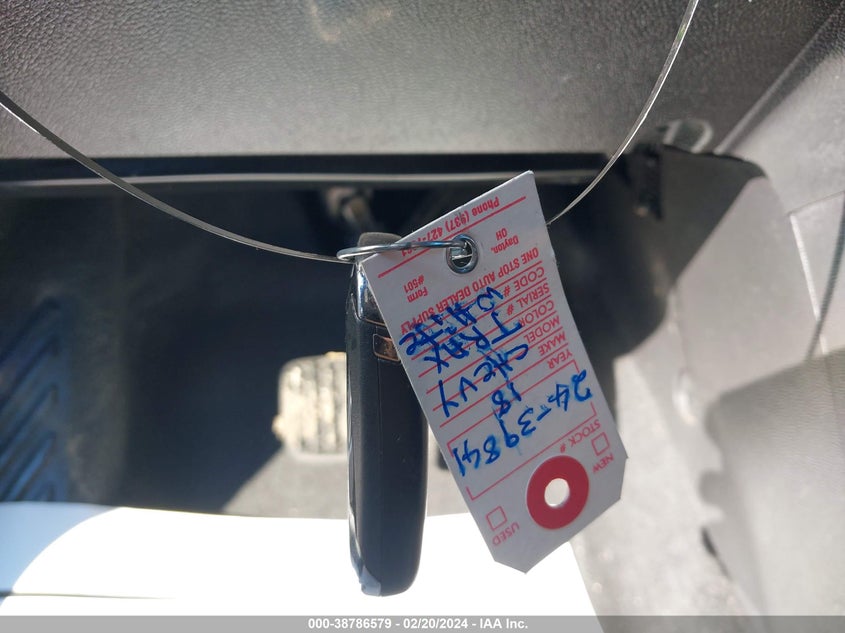 NEW
USED
STOCK #
24-39841
YEAR
18
MAKE
CHEVY
MODEL
TRAX
COLOR
WHITE
SERIAL #
CODE #
ONE STOP AUTO DEALER SUPPLY
Form
#501
Dayton,
OH
Phone (937) 427-
000-38786579 - 02/20/2024 - IAA Inc.